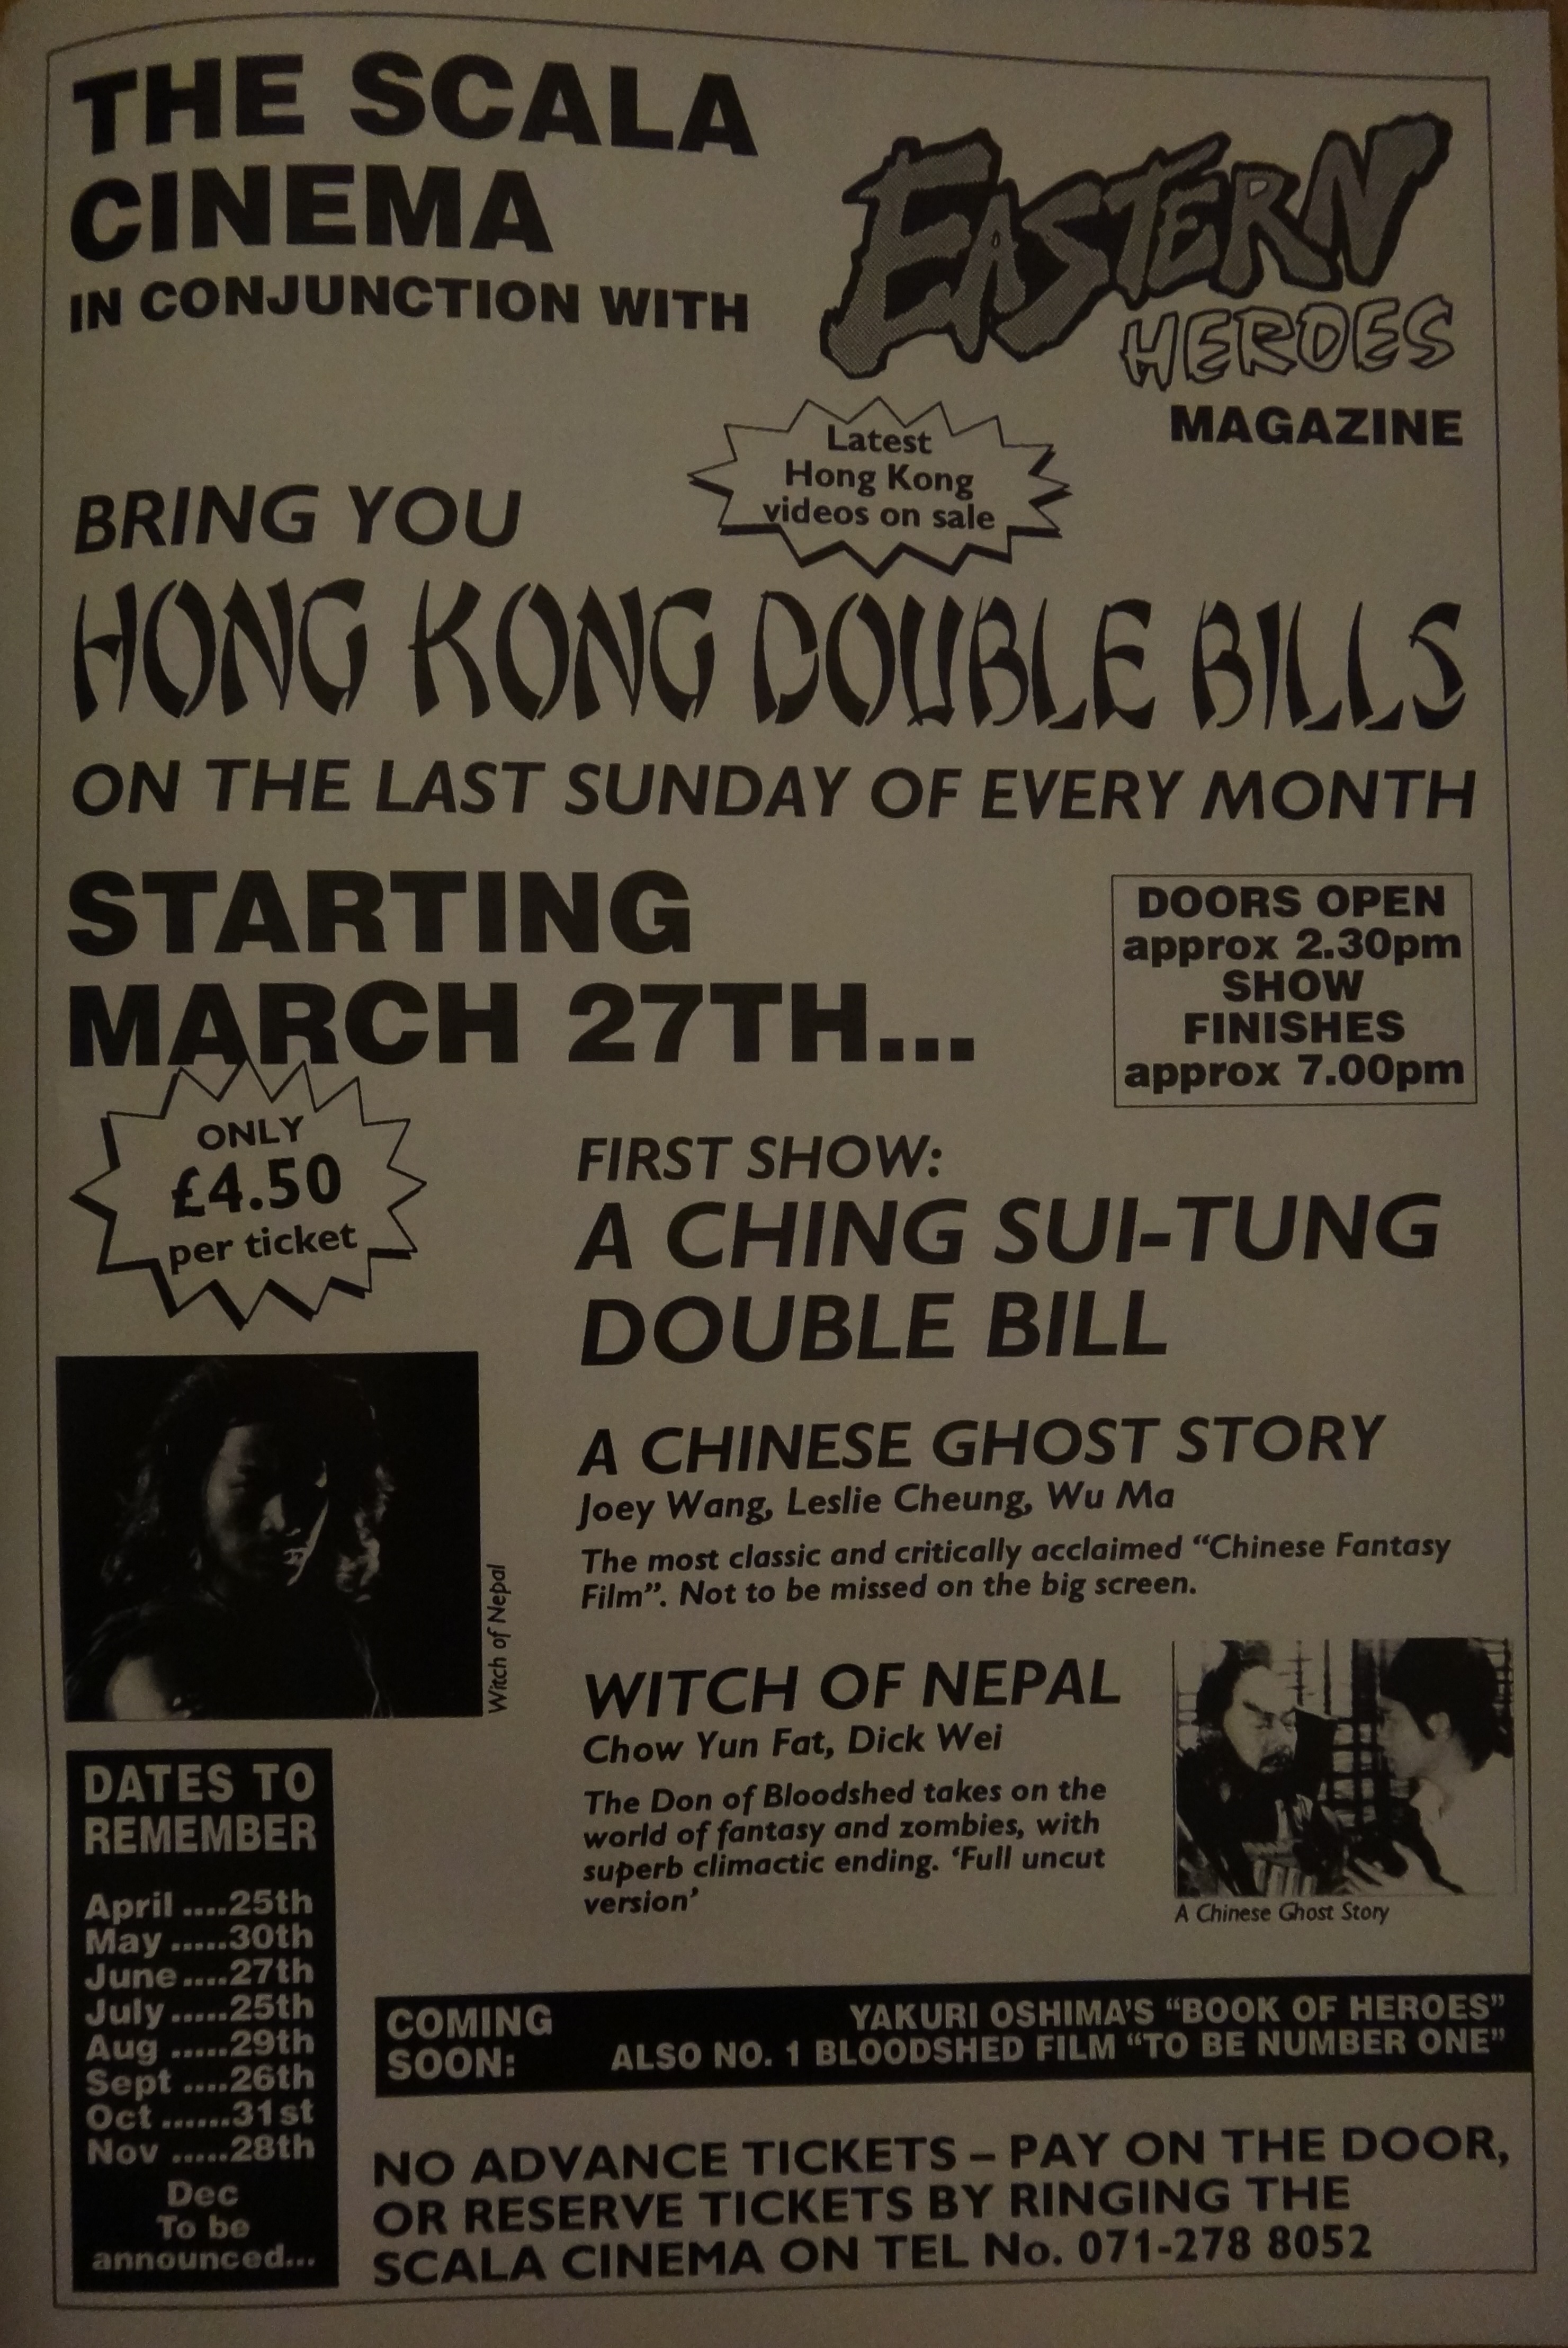 THE SCALA
CINEMA
IN CONJUNCTION WITH
EASTERN
HEROES
MAGAZINE
Latest
Hong Kong
videos on sale
BRING YOU
HONG KONG DOUBLE BILLS
ON THE LAST SUNDAY OF EVERY MONTH
STARTING
MARCH 27TH...
DOORS OPEN
approx 2.30pm
SHOW
FINISHES
approx 7.00pm
ONLY
£4.50
per ticket
FIRST SHOW:
A CHING SUI-TUNG
DOUBLE BILL
A CHINESE GHOST STORY
Joey Wang, Leslie Cheung, Wu Ma
The most classic and critically acclaimed “Chinese Fantasy
Film”. Not to be missed on the big screen.
Witch of Nepal
WITCH OF NEPAL
Chow Yun Fat, Dick Wei
The Don of Bloodshed takes on the
world of fantasy and zombies, with
superb climactic ending. ‘Full uncut
version’
A Chinese Ghost Story
DATES TO
REMEMBER
April ....25th
May .....30th
June ....27th
July .....25th
Aug .....29th
Sept ....26th
Oct ......31st
Nov .....28th
Dec
To be
announced...
COMING
SOON:
YAKURI OSHIMA’S “BOOK OF HEROES”
ALSO NO. 1 BLOODSHED FILM “TO BE NUMBER ONE”
NO ADVANCE TICKETS – PAY ON THE DOOR,
OR RESERVE TICKETS BY RINGING THE
SCALA CINEMA ON TEL No. 071-278 8052